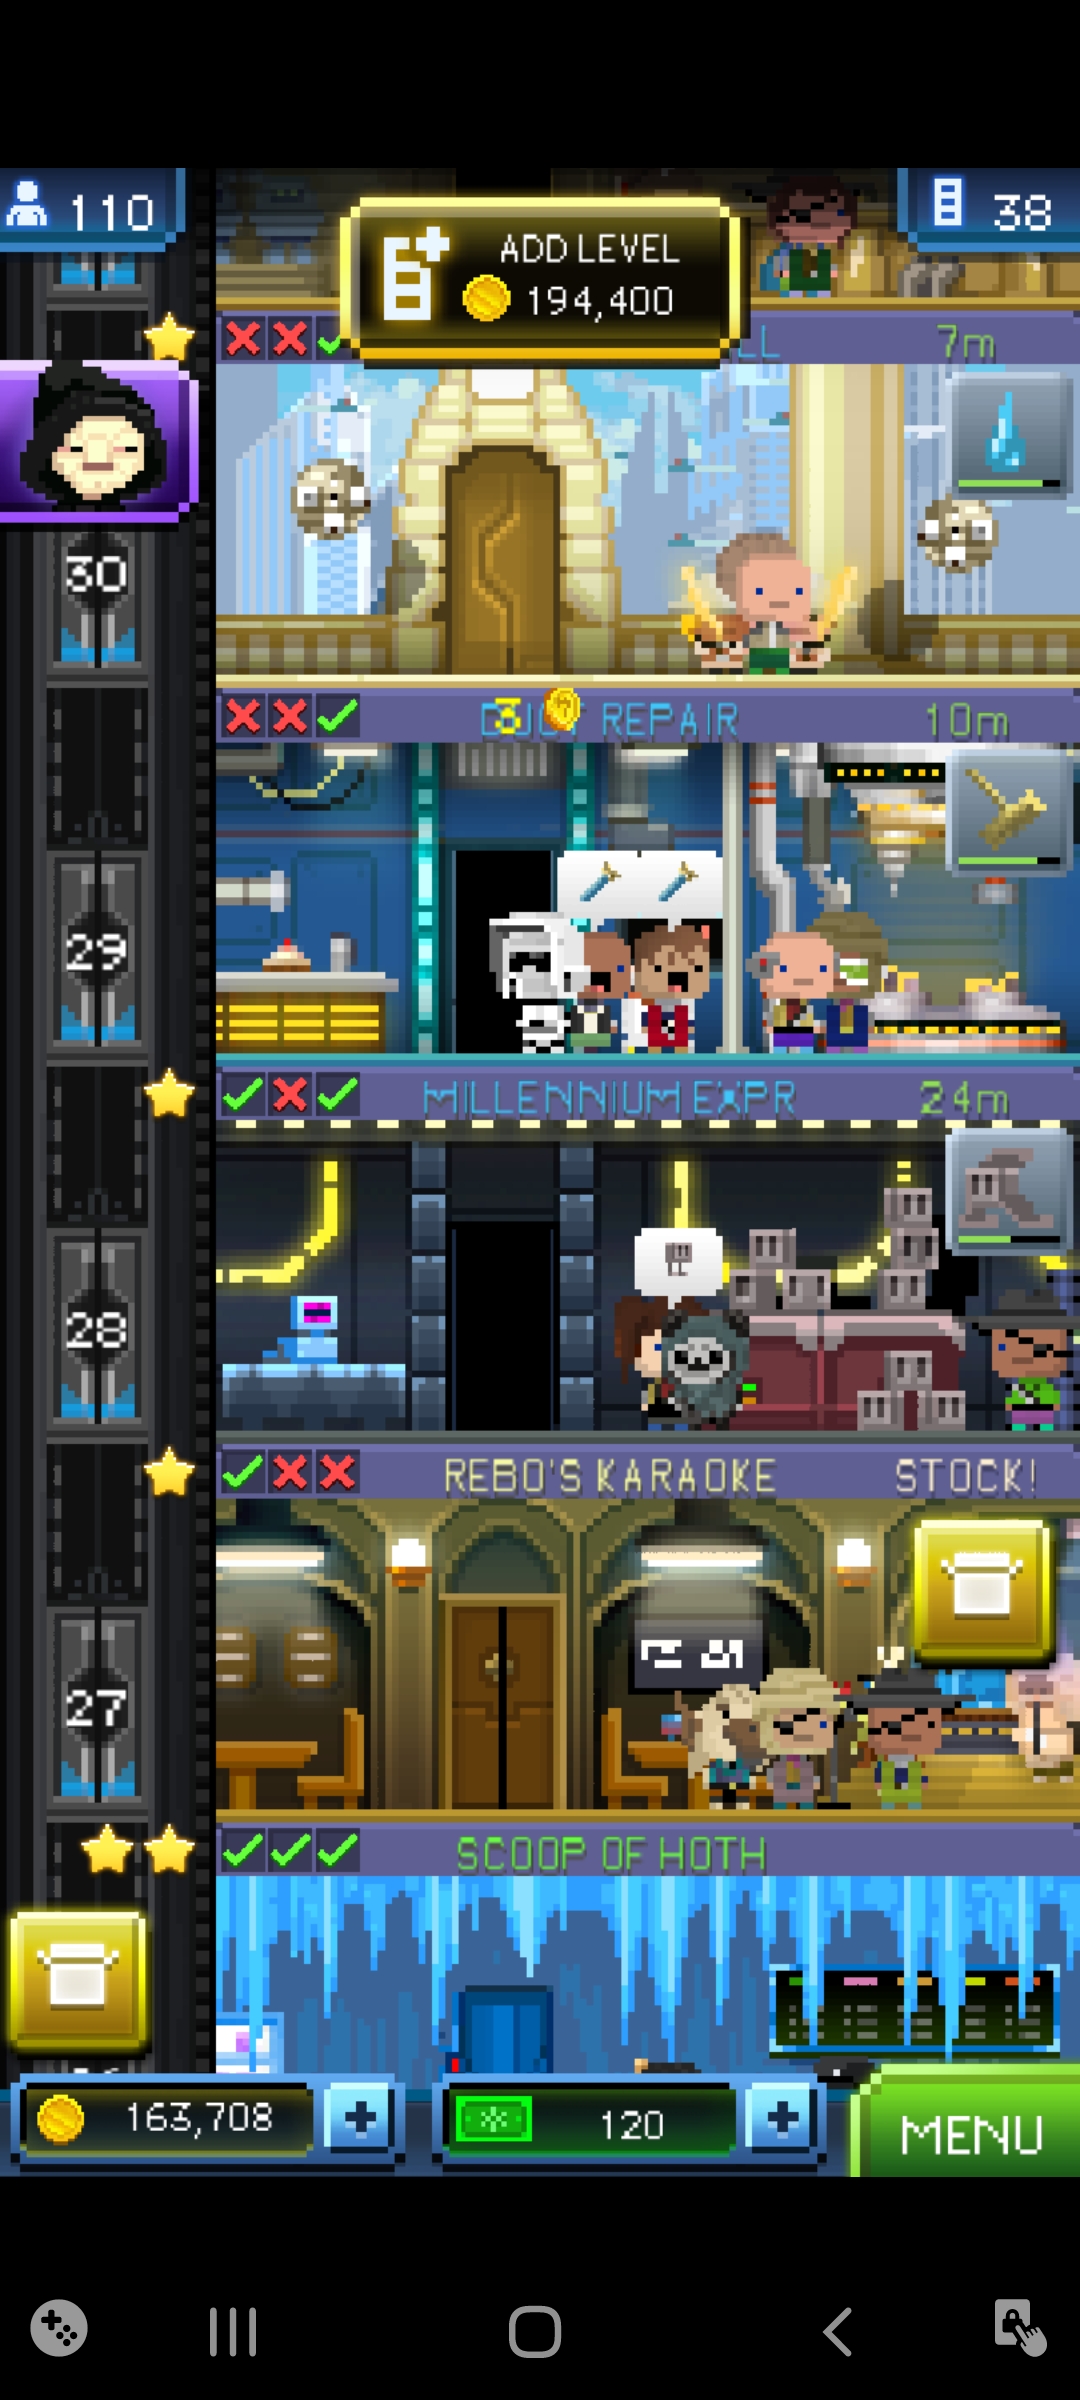 110
38
ADD LEVEL
194,400
LL 7m
30
3
REPAIR 10m
29
MILLENNIUM EXPR 24m
28
REBO'S KARAOKE STOCK!
27
SCOOP OF HOTH
163,708
120
MENU